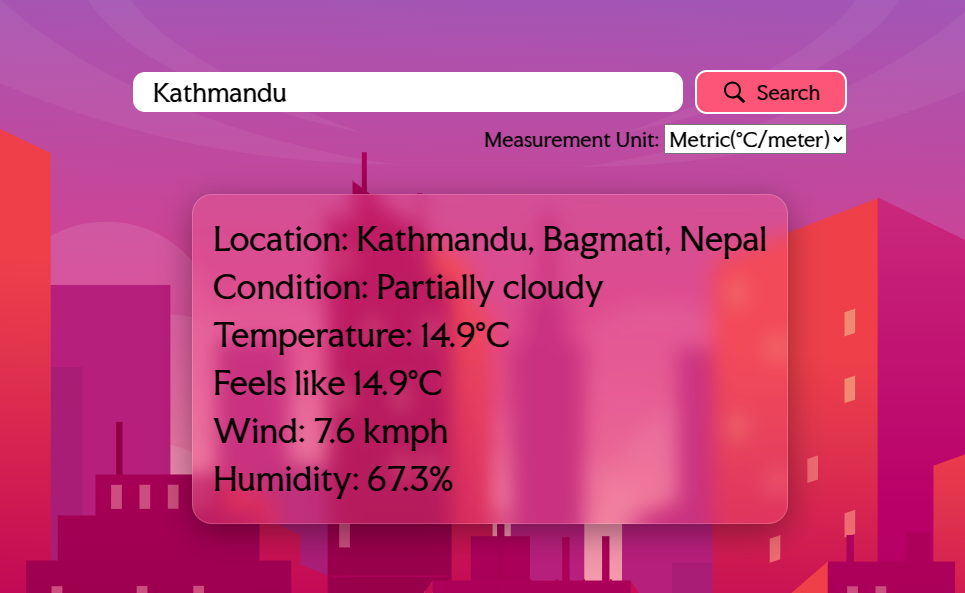 Kathmandu
Search
Measurement Unit: Metric(°C/meter)
Location: Kathmandu, Bagmati, Nepal
Condition: Partially cloudy
Temperature: 14.9°C
Feels like 14.9°C
Wind: 7.6 kmph
Humidity: 67.3%